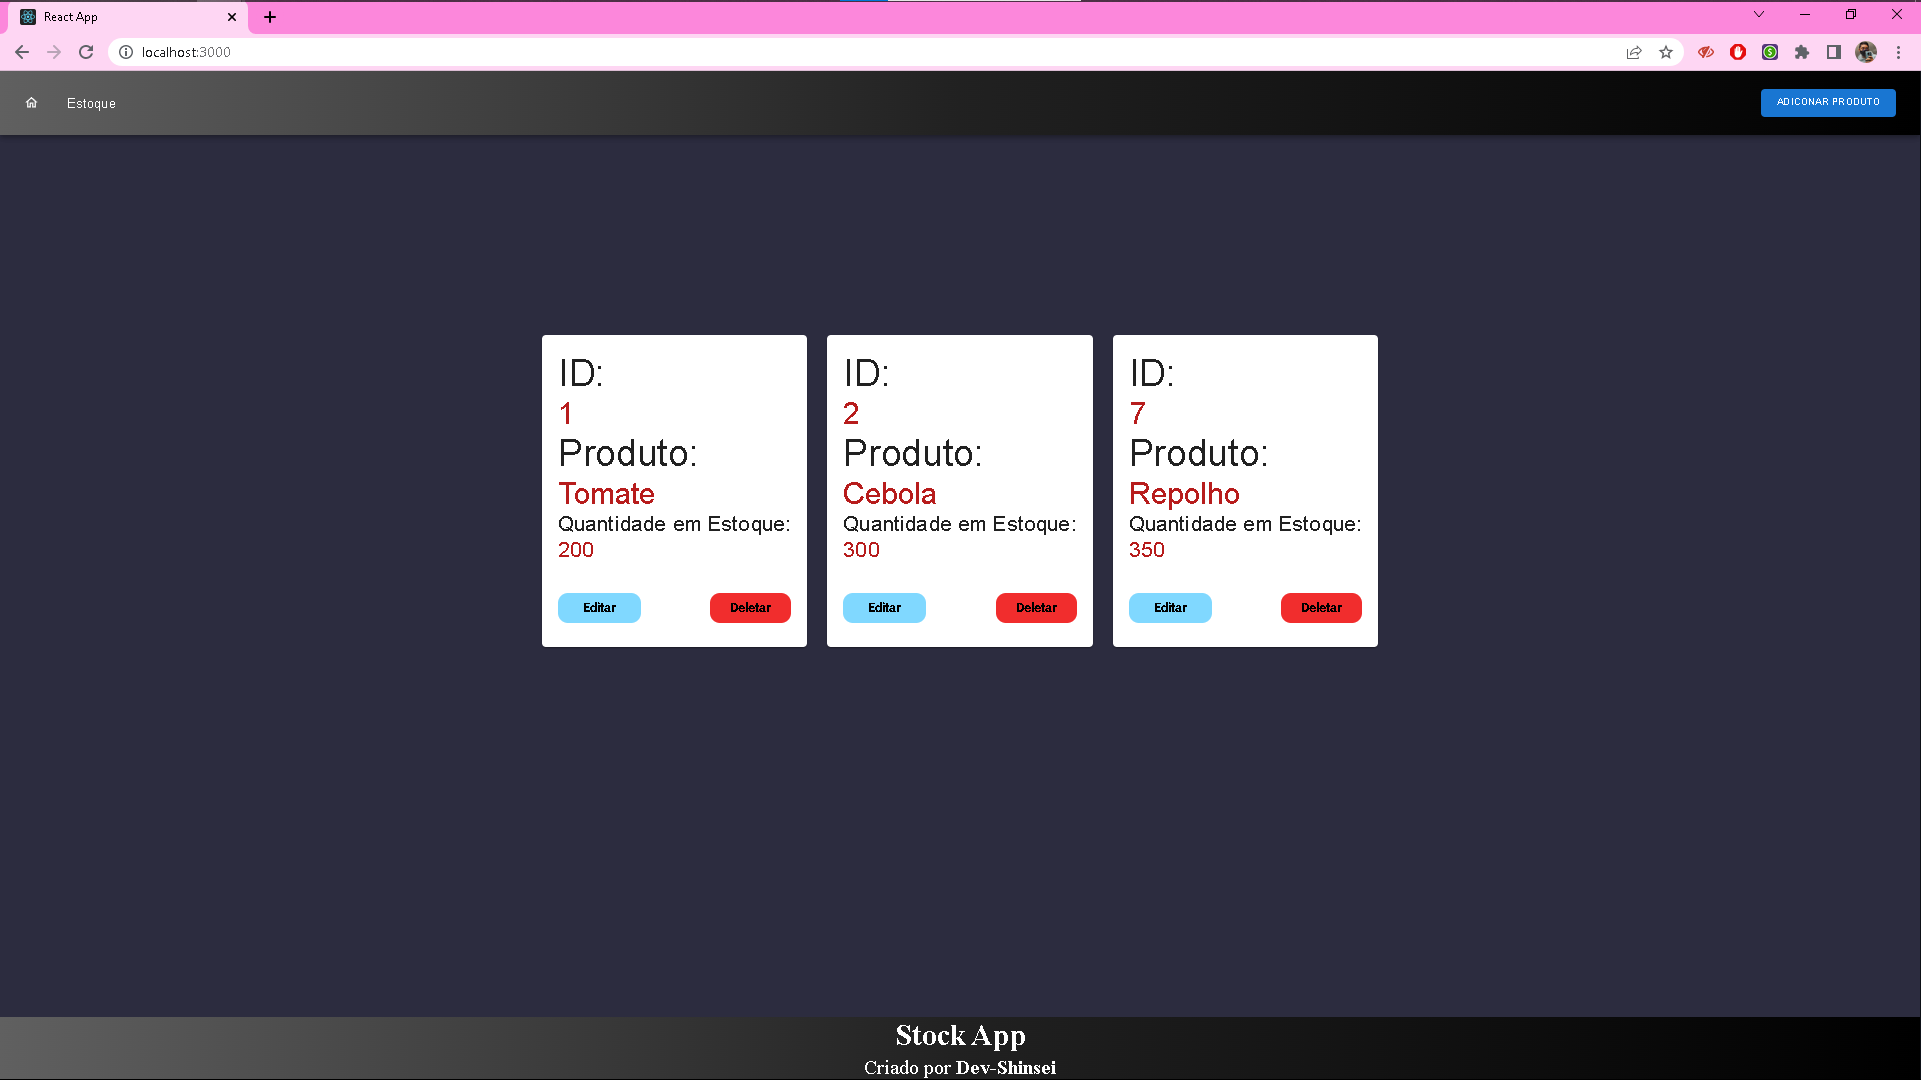 React App
localhost:3000
Estoque
ADICONAR PRODUTO
ID:
1
Produto:
Tomate
Quantidade em Estoque:
200
Editar Deletar
ID:
2
Produto:
Cebola
Quantidade em Estoque:
300
Editar Deletar
ID:
7
Produto:
Repolho
Quantidade em Estoque:
350
Editar Deletar
Stock App
Criado por Dev-Shinsei